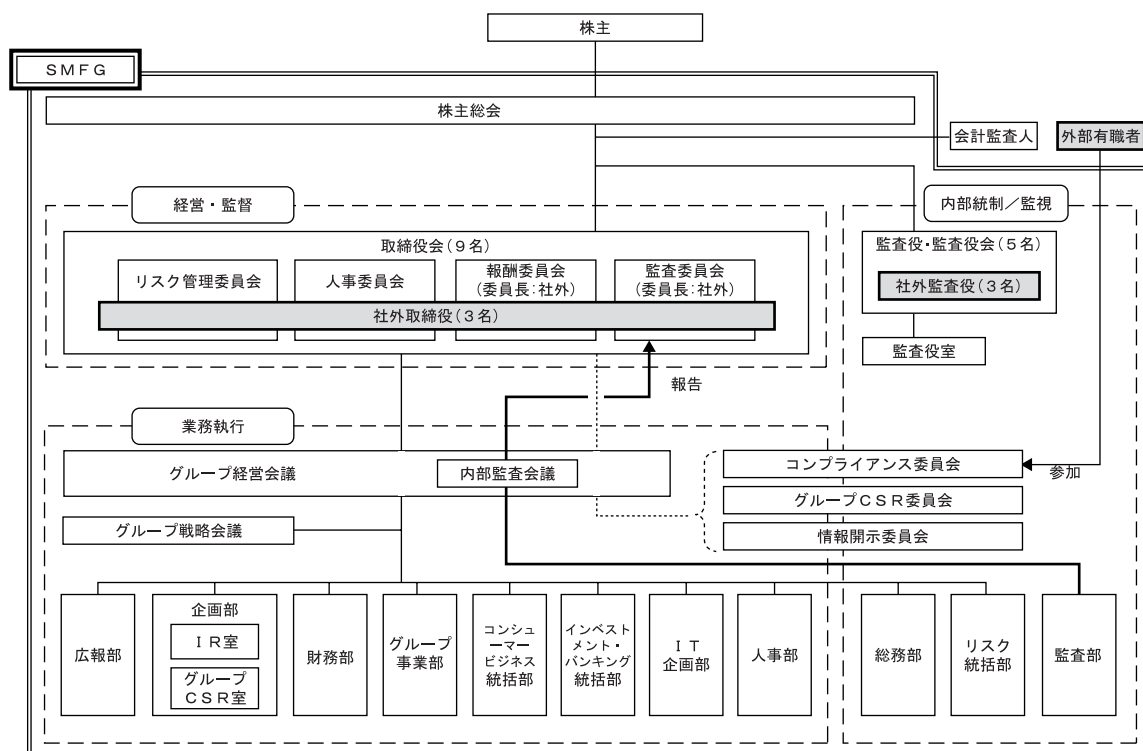 株主
ＳＭＦＧ
株主総会
会計監査人
外部有識者
経営・監督
内部統制／監視
取締役会（９名）
リスク管理委員会
人事委員会
報酬委員会
（委員長：社外）
監査委員会
（委員長：社外）
社外取締役（３名）
監査役・監査役会（５名）
社外監査役（３名）
監査役室
報告
業務執行
グループ経営会議
内部監査会議
コンプライアンス委員会
参加
グループＣＳＲ委員会
グループ戦略会議
情報開示委員会
広報部
企画部
ＩＲ室
グループ
ＣＳＲ室
財務部
グループ
事業部
コンシュ
ーマー
ビジネス
統括部
インベスト
メント・
バンキング
統括部
ＩＴ
企画部
人事部
総務部
リスク
統括部
監査部